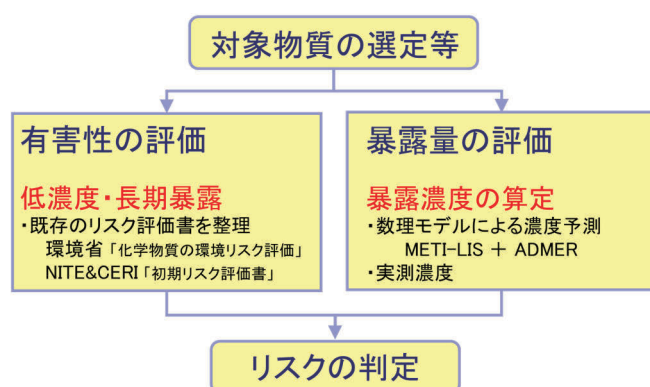 対象物質の選定等
有害性の評価
低濃度・長期暴露
・既存のリスク評価書を整理
環境省「化学物質の環境リスク評価」
NITE&CERI「初期リスク評価書」
暴露量の評価
暴露濃度の算定
・数理モデルによる濃度予測
METI-LIS + ADMER
・実測濃度
リスクの判定